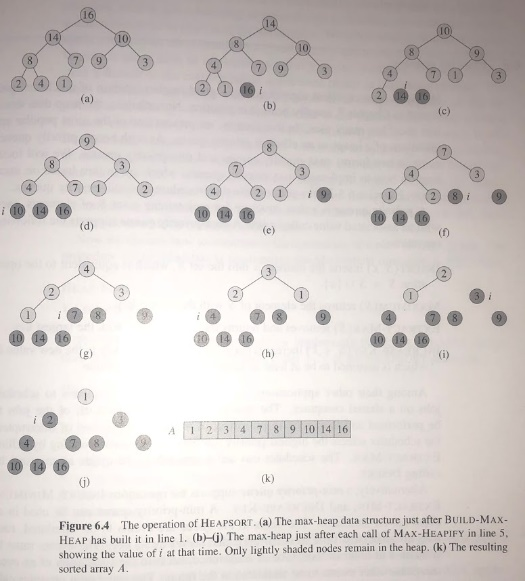 16
14 10
8 7 9 3
2 4 1
(a)
14
8 10
4 7 9 3
2 1 16 i
(b)
10
8 9
4 7 1 3
i
2 14 16
(c)
9
8 3
4 7 1 2
i 10 14 16
(d)
8
7 3
4 2 1 i 9
10 14 16
(e)
7
4 3
1 2 8 i 9
10 14 16
(f)
4
2 3
1 i 7 8 9
10 14 16
(g)
3
2 1
i 4 7 8 9
10 14 16
(h)
2
1 3 i
4 7 8 9
10 14 16
(i)
1
i 2 3
4 7 8 9
10 14 16
(j)
A 1 2 3 4 7 8 9 10 14 16
(k)
Figure 6.4 The operation of HEAPSORT. (a) The max-heap data structure just after BUILD-MAX-
HEAP has built it in line 1. (b)–(j) The max-heap just after each call of MAX-HEAPIFY in line 5,
showing the value of i at that time. Only lightly shaded nodes remain in the heap. (k) The resulting
sorted array A.